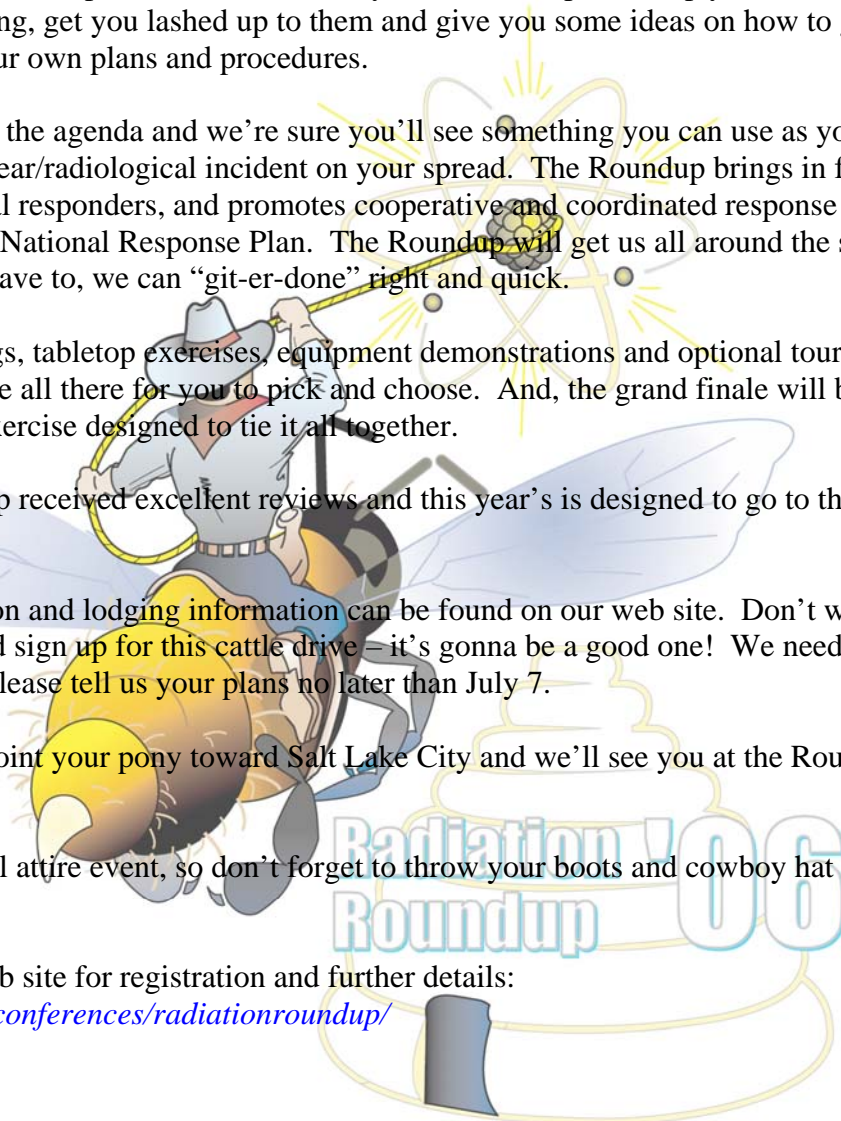 ng, get you lashed up to them and give you some ideas on how to
ur own plans and procedures.
the agenda and we're sure you'll see something you can use as yo
ear/radiological incident on your spread.  The Roundup brings in f
al responders, and promotes cooperative and coordinated response
National Response Plan.  The Roundup will get us all around the s
ave to, we can “git-er-done” right and quick.
gs, tabletop exercises, equipment demonstrations and optional tour
e all there for you to pick and choose.  And, the grand finale will b
xercise designed to tie it all together.
p received excellent reviews and this year's is designed to go to th
on and lodging information can be found on our web site.  Don't w
d sign up for this cattle drive – it's gonna be a good one!  We need
lease tell us your plans no later than July 7.
oint your pony toward Salt Lake City and we'll see you at the Rou
l attire event, so don't forget to throw your boots and cowboy hat
Radiation '06
Roundup
b site for registration and further details:
conferences/radiationroundup/